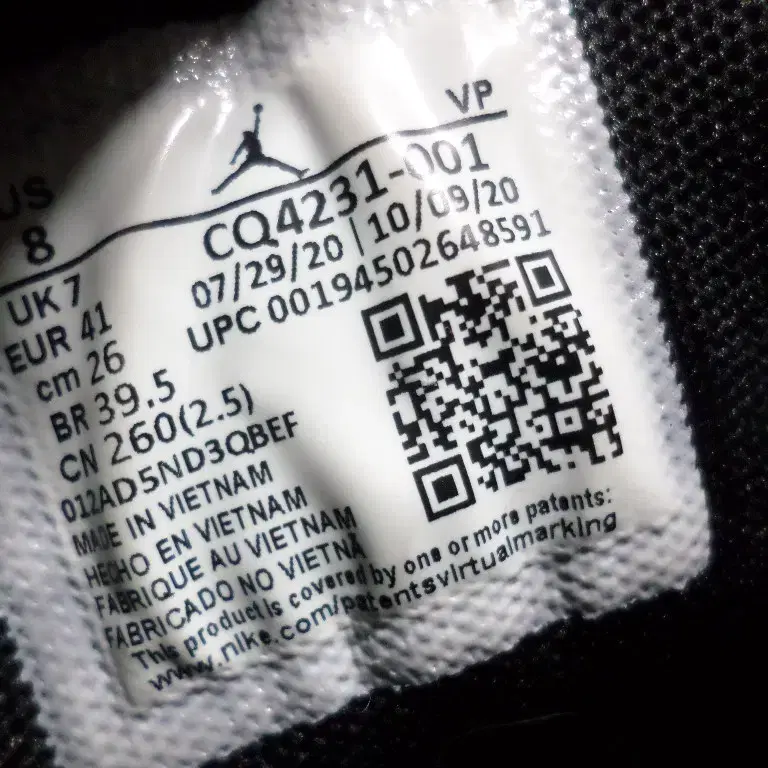 US VP
8
CQ4231-001
07/29/20 | 10/09/20
UPC 00194502648591
UK 7
EUR 41
cm 26
BR 39.5
CN 260(2.5)
012AD5ND3QBEF
MADE IN VIETNAM
HECHO EN VIETNAM
FABRIQUE AU VIETNAM
FABRICADO NO VIETNÃ
This product is covered by one or more patents:
www.nike.com/patentsvirtualmarking